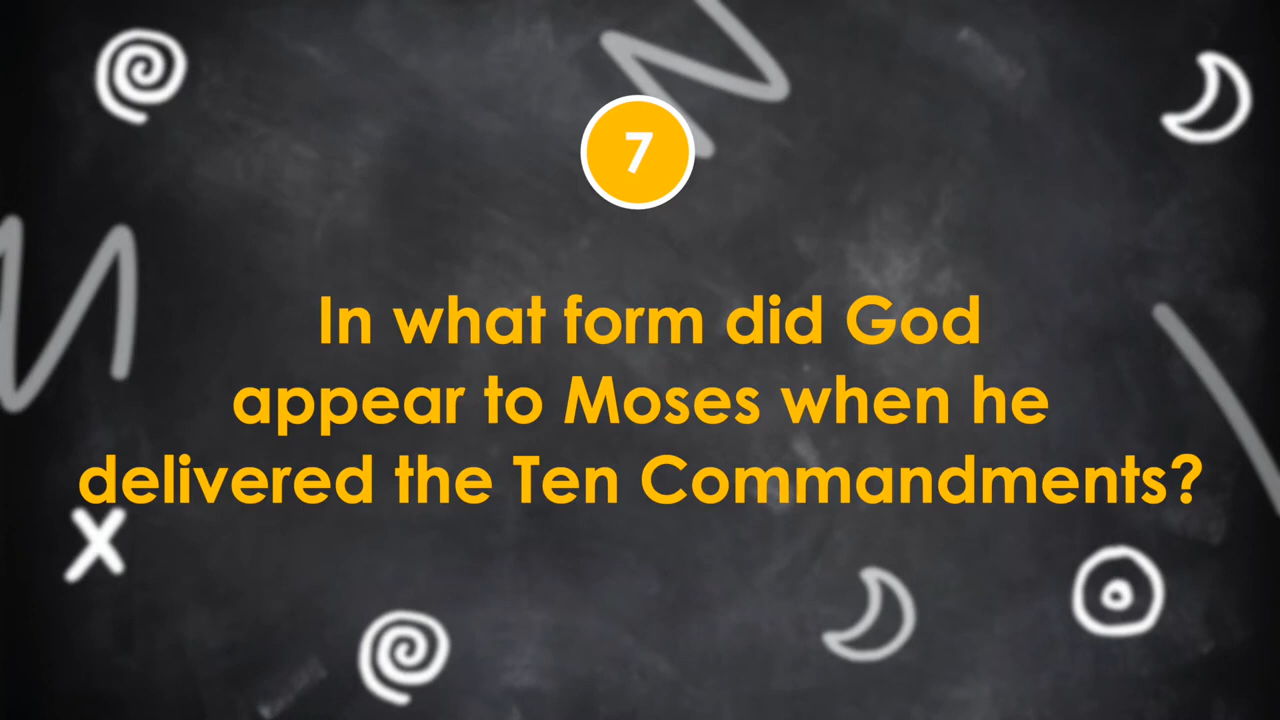 7
In what form did God
appear to Moses when he
delivered the Ten Commandments?